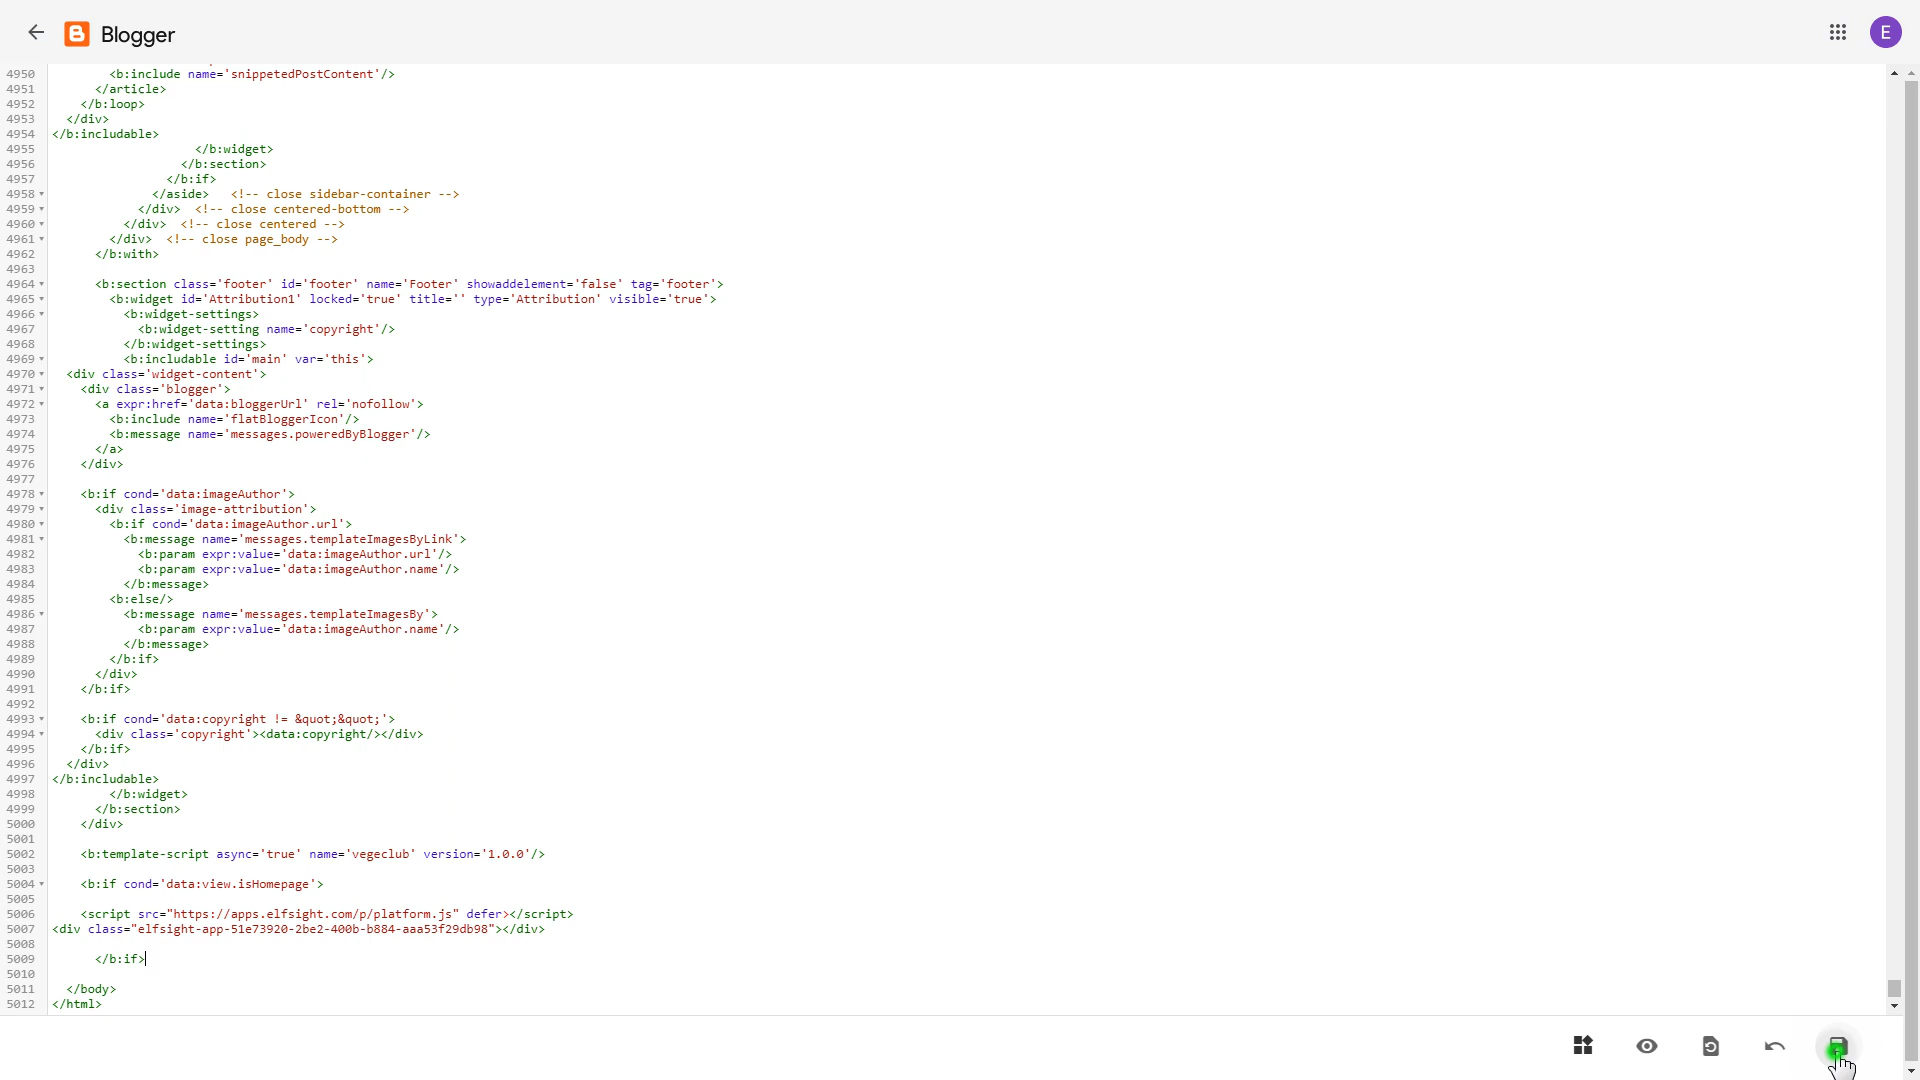 Blogger
E
4950 <b:include name='snippetedPostContent'/>
4951 </article>
4952 </b:loop>
4953 </div>
4954 </b:includable>
4955 </b:widget>
4956 </b:section>
4957 </b:if>
4958 </aside> <!-- close sidebar-container -->
4959 </div> <!-- close centered-bottom -->
4960 </div> <!-- close centered -->
4961 </div> <!-- close page_body -->
4962 </b:with>
4963
4964 <b:section class='footer' id='footer' name='Footer' showaddelement='false' tag='footer'>
4965 <b:widget id='Attribution1' locked='true' title='' type='Attribution' visible='true'>
4966 <b:widget-settings>
4967 <b:widget-setting name='copyright'/>
4968 </b:widget-settings>
4969 <b:includable id='main' var='this'>
4970 <div class='widget-content'>
4971 <div class='blogger'>
4972 <a expr:href='data:bloggerUrl' rel='nofollow'>
4973 <b:include name='flatBloggerIcon'/>
4974 <b:message name='messages.poweredByBlogger'/>
4975 </a>
4976 </div>
4977
4978 <b:if cond='data:imageAuthor'>
4979 <div class='image-attribution'>
4980 <b:if cond='data:imageAuthor.url'>
4981 <b:message name='messages.templateImagesByLink'>
4982 <b:param expr:value='data:imageAuthor.url'/>
4983 <b:param expr:value='data:imageAuthor.name'/>
4984 </b:message>
4985 <b:else/>
4986 <b:message name='messages.templateImagesBy'>
4987 <b:param expr:value='data:imageAuthor.name'/>
4988 </b:message>
4989 </b:if>
4990 </div>
4991 </b:if>
4992
4993 <b:if cond='data:copyright != &quot;&quot;'>
4994 <div class='copyright'><data:copyright/></div>
4995 </b:if>
4996 </div>
4997 </b:includable>
4998 </b:widget>
4999 </b:section>
5000 </div>
5001
5002 <b:template-script async='true' name='vegeclub' version='1.0.0'/>
5003
5004 <b:if cond='data:view.isHomepage'>
5005
5006 <script src="https://apps.elfsight.com/p/platform.js" defer></script>
5007 <div class="elfsight-app-51e73920-2be2-400b-b884-aaa53f29db98"></div>
5008
5009 </b:if>
5010
5011 </body>
5012 </html>